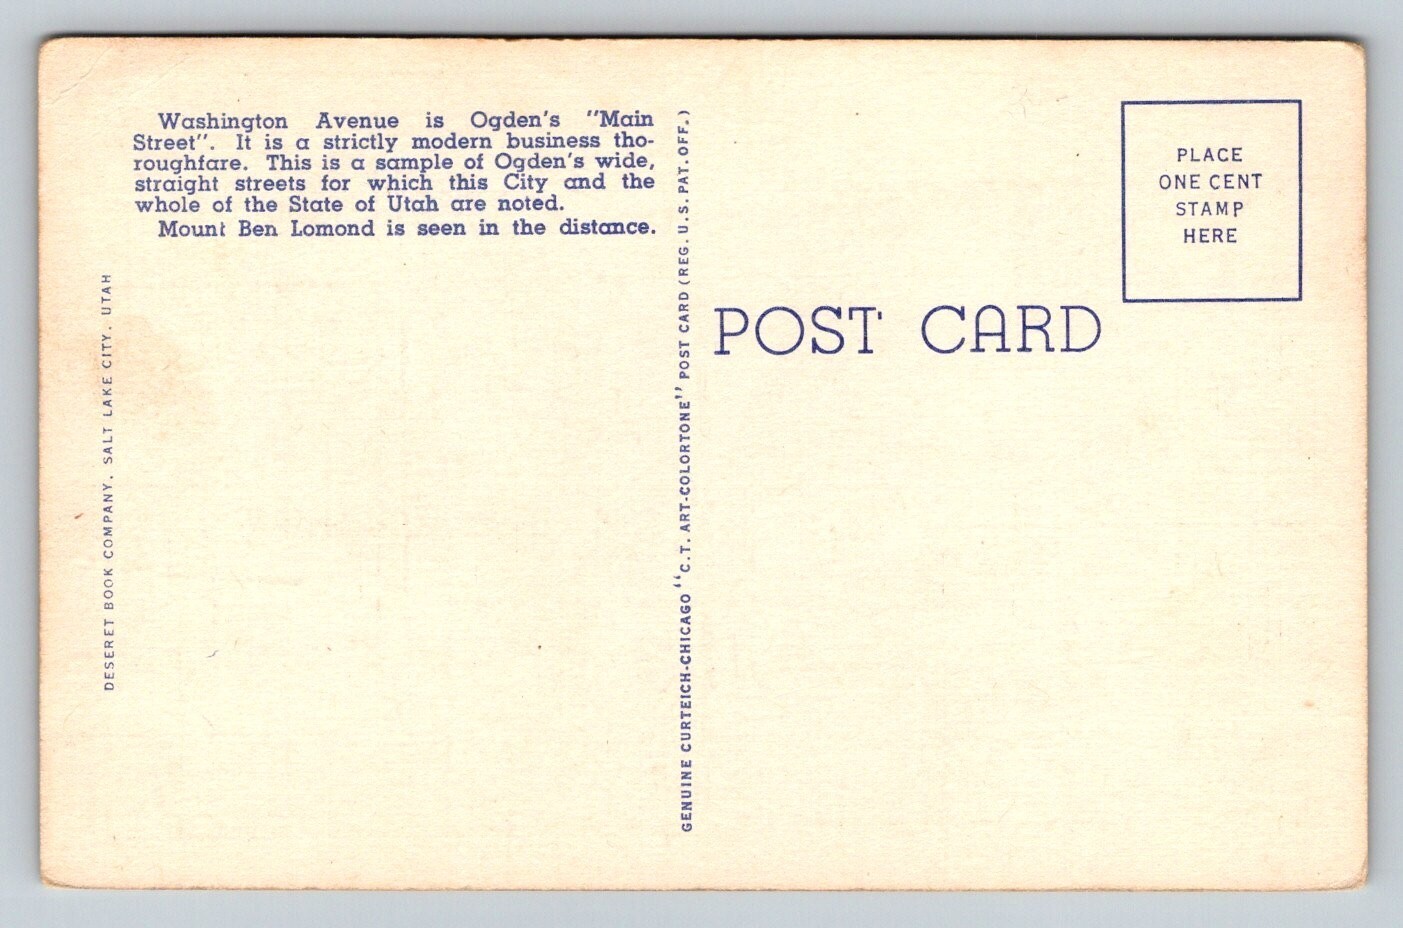 Washington Avenue is Ogden's "Main
Street". It is a strictly modern business tho-
roughfare. This is a sample of Ogden's wide,
straight streets for which this City and the
whole of the State of Utah are noted.
Mount Ben Lomond is seen in the distance.
DESERET BOOK COMPANY, SALT LAKE CITY, UTAH
GENUINE CURTEICH-CHICAGO "C.T. ART-COLORTONE" POST CARD (REG. U.S. PAT. OFF.)
POST CARD
PLACE
ONE CENT
STAMP
HERE